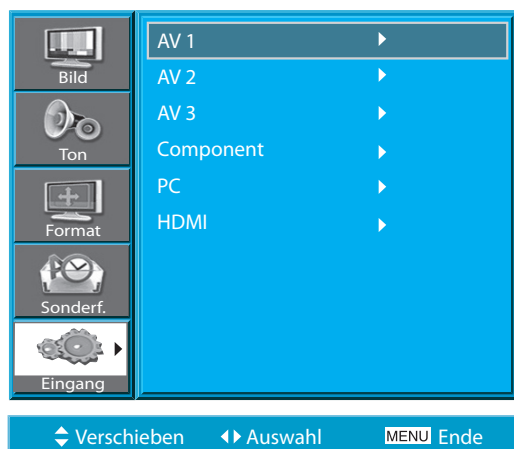 Bild
Ton
Format
Sonderf.
Eingang
AV 1
AV 2
AV 3
Component
PC
HDMI
Verschieben Auswahl MENU Ende